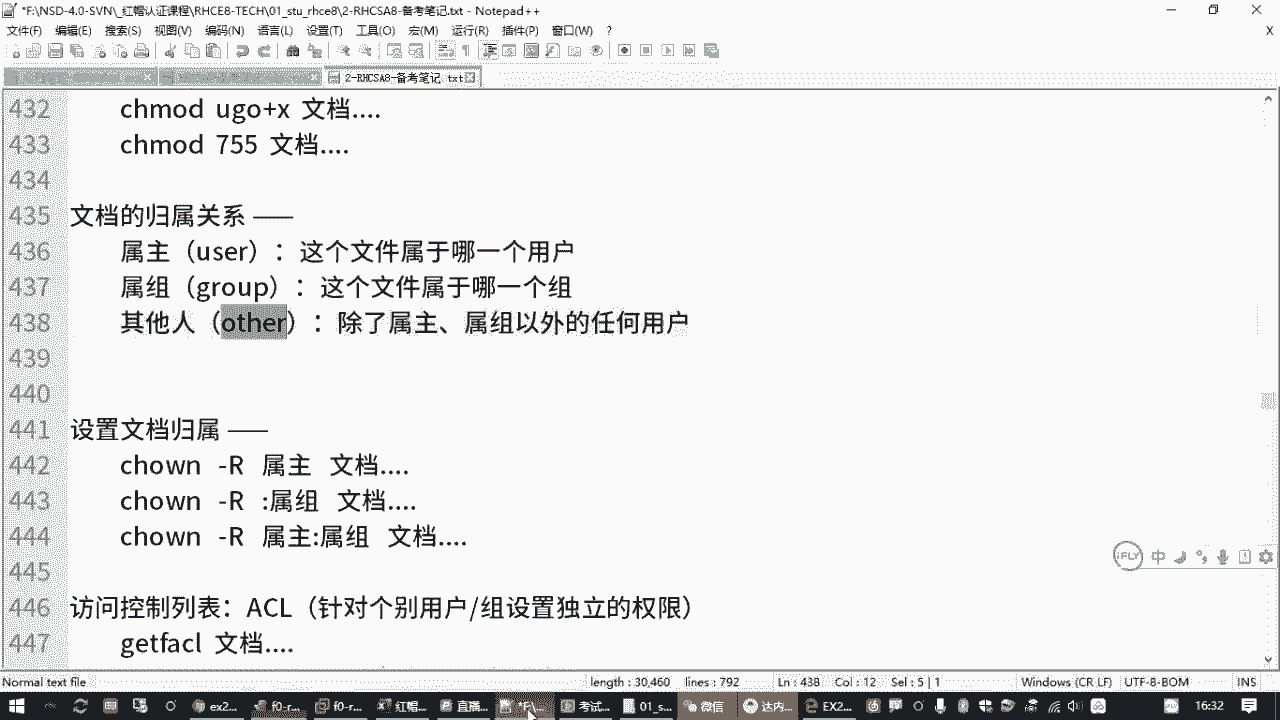 *F:\NSD-4.0-SVN\_红帽认证课程\RHCE8-TECH\01_stu_rhce8\2-RHCSA8-备考笔记.txt - Notepad++
文件(F) 编辑(E) 搜索(S) 视图(V) 编码(N) 语言(L) 设置(T) 工具(O) 宏(M) 运行(R) 插件(P) 窗口(W) ? X
2-RHCSA8-备考笔记.txt
432 chmod ugo+x 文档....
433 chmod 755 文档....
434
435 文档的归属关系 ——
436 属主（user）：这个文件属于哪一个用户
437 属组（group）：这个文件属于哪一个组
438 其他人（other）：除了属主、属组以外的任何用户
439
440
441 设置文档归属 ——
442 chown -R 属主 文档....
443 chown -R :属组 文档....
444 chown -R 属主:属组 文档....
445
446 访问控制列表：ACL（针对个别用户/组设置独立的权限）
447 getfacl 文档....
iFLY 中
Normal text file length : 30,460 lines : 792 Ln : 438 Col : 12 Sel : 5 | 1 Windows (CR LF) UTF-8-BOM INS
ex2... f0-r... f0-r... 红帽... 直播... *F:\... 考试... 01_s... 微信 达内... EX2... 16:32